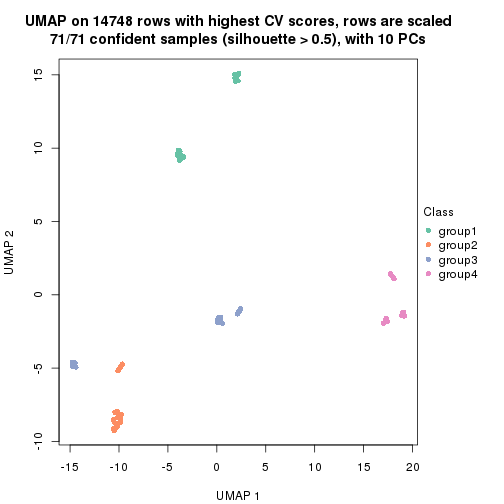 UMAP on 14748 rows with highest CV scores, rows are scaled
71/71 confident samples (silhouette > 0.5), with 10 PCs
15
10
5
0
-5
-10
UMAP 2
-15
-10
-5
0
5
10
15
20
UMAP 1
Class
group1
group2
group3
group4